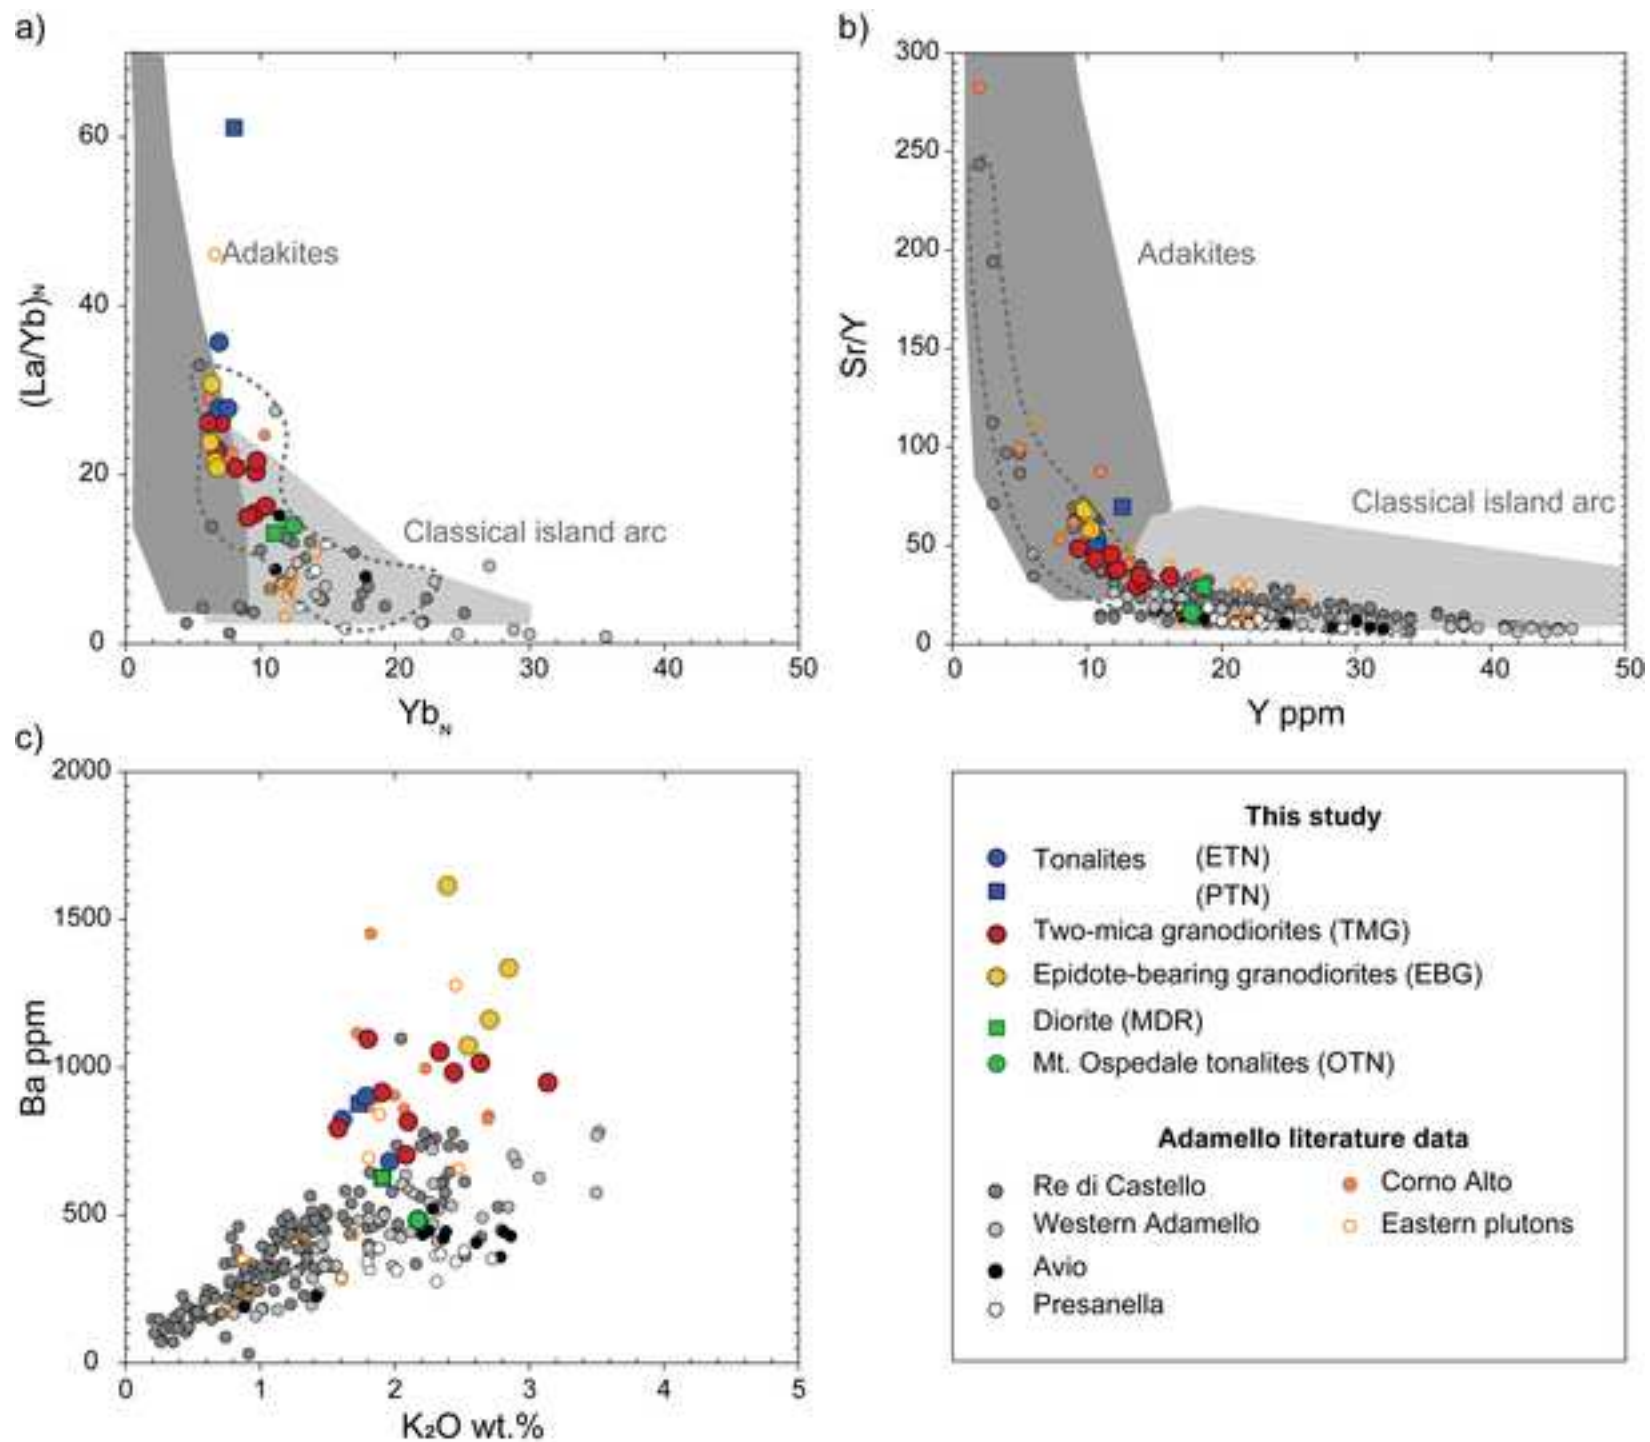 a)
60
40
20
0
(La/Yb)N
Adakites
Classical island arc
0 10 20 30 40 50
YbN
b)
300
250
200
150
100
50
0
Sr/Y
Adakites
Classical island arc
0 10 20 30 40 50
Y ppm
c)
2000
1500
1000
500
0
Ba ppm
0 1 2 3 4 5
K₂O wt.%
This study
Tonalites (ETN)
(PTN)
Two-mica granodiorites (TMG)
Epidote-bearing granodiorites (EBG)
Diorite (MDR)
Mt. Ospedale tonalites (OTN)
Adamello literature data
Re di Castello
Western Adamello
Avio
Presanella
Corno Alto
Eastern plutons